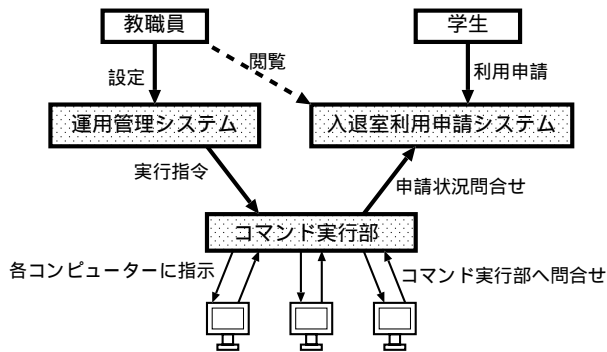 教職員
学生
閲覧
設定
利用申請
運用管理システム
入退室利用申請システム
実行指令
申請状況問合せ
コマンド実行部
各コンピューターに指示
コマンド実行部へ問合せ